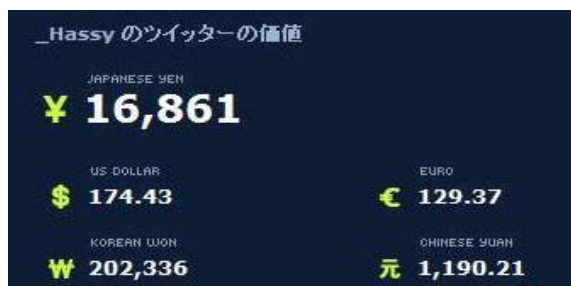 _Hassy のツイッターの価値
JAPANESE YEN
¥ 16,861
US DOLLAR
$ 174.43
EURO
€ 129.37
KOREAN WON
₩ 202,336
CHINESE YUAN
元 1,190.21